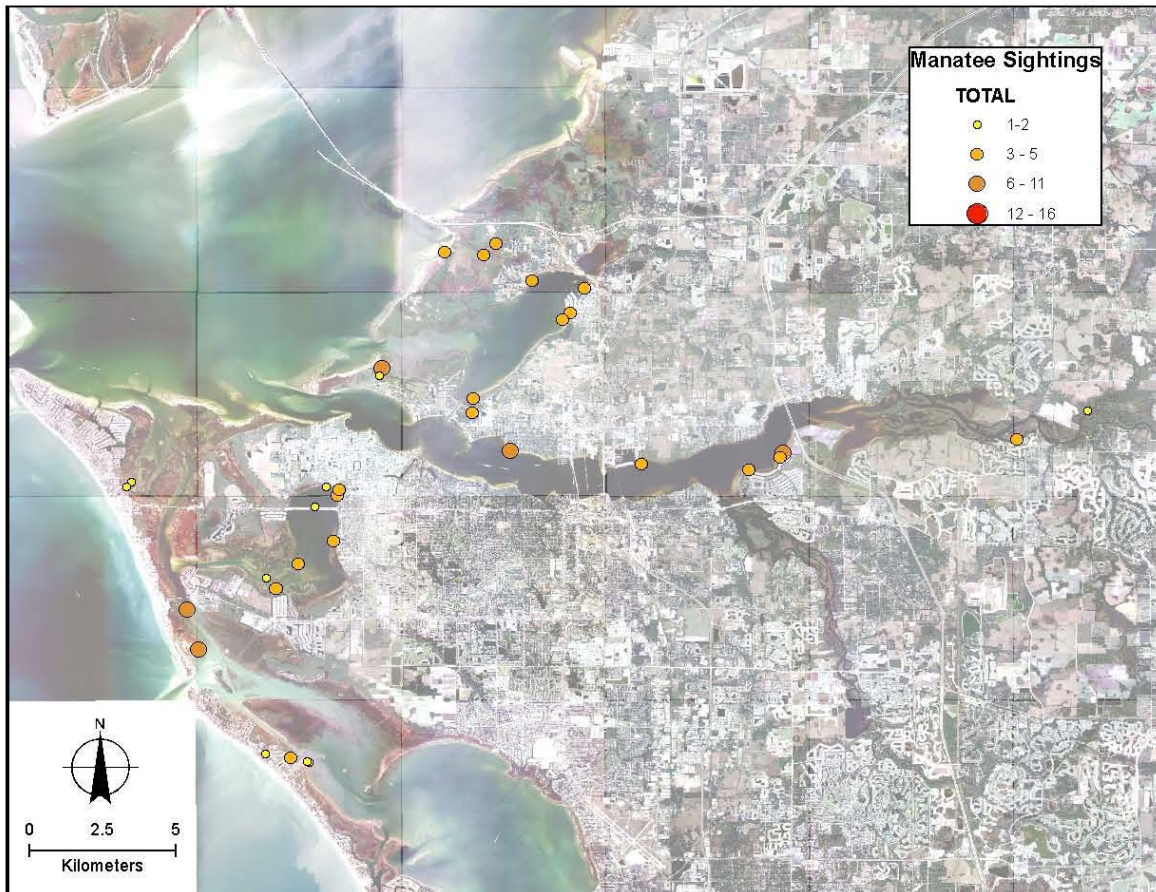 Manatee Sightings
TOTAL
1-2
3 - 5
6 - 11
12 - 16
N
0 2.5 5
Kilometers